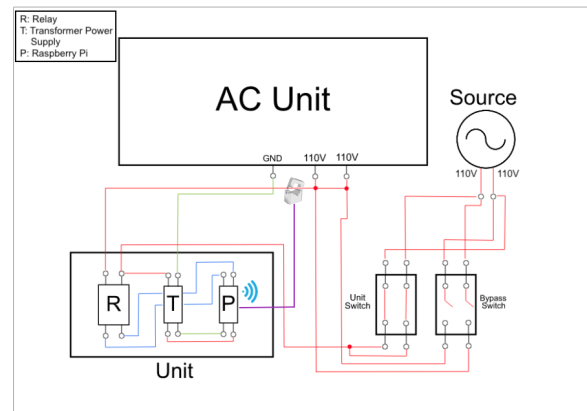 R: Relay
T: Transformer Power
Supply
P: Raspberry Pi
AC Unit
Source
GND 110V 110V
110V 110V
R T P
Unit
Switch
Bypass
Switch
Unit